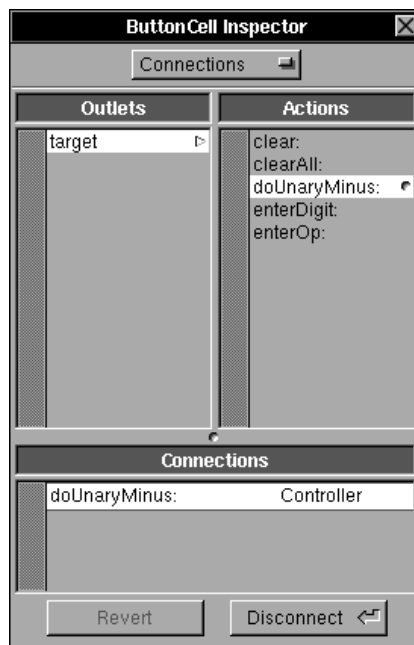 ButtonCell Inspector
Connections
Outlets
Actions
target
clear:
clearAll:
doUnaryMinus:
enterDigit:
enterOp:
Connections
doUnaryMinus: Controller
Revert
Disconnect